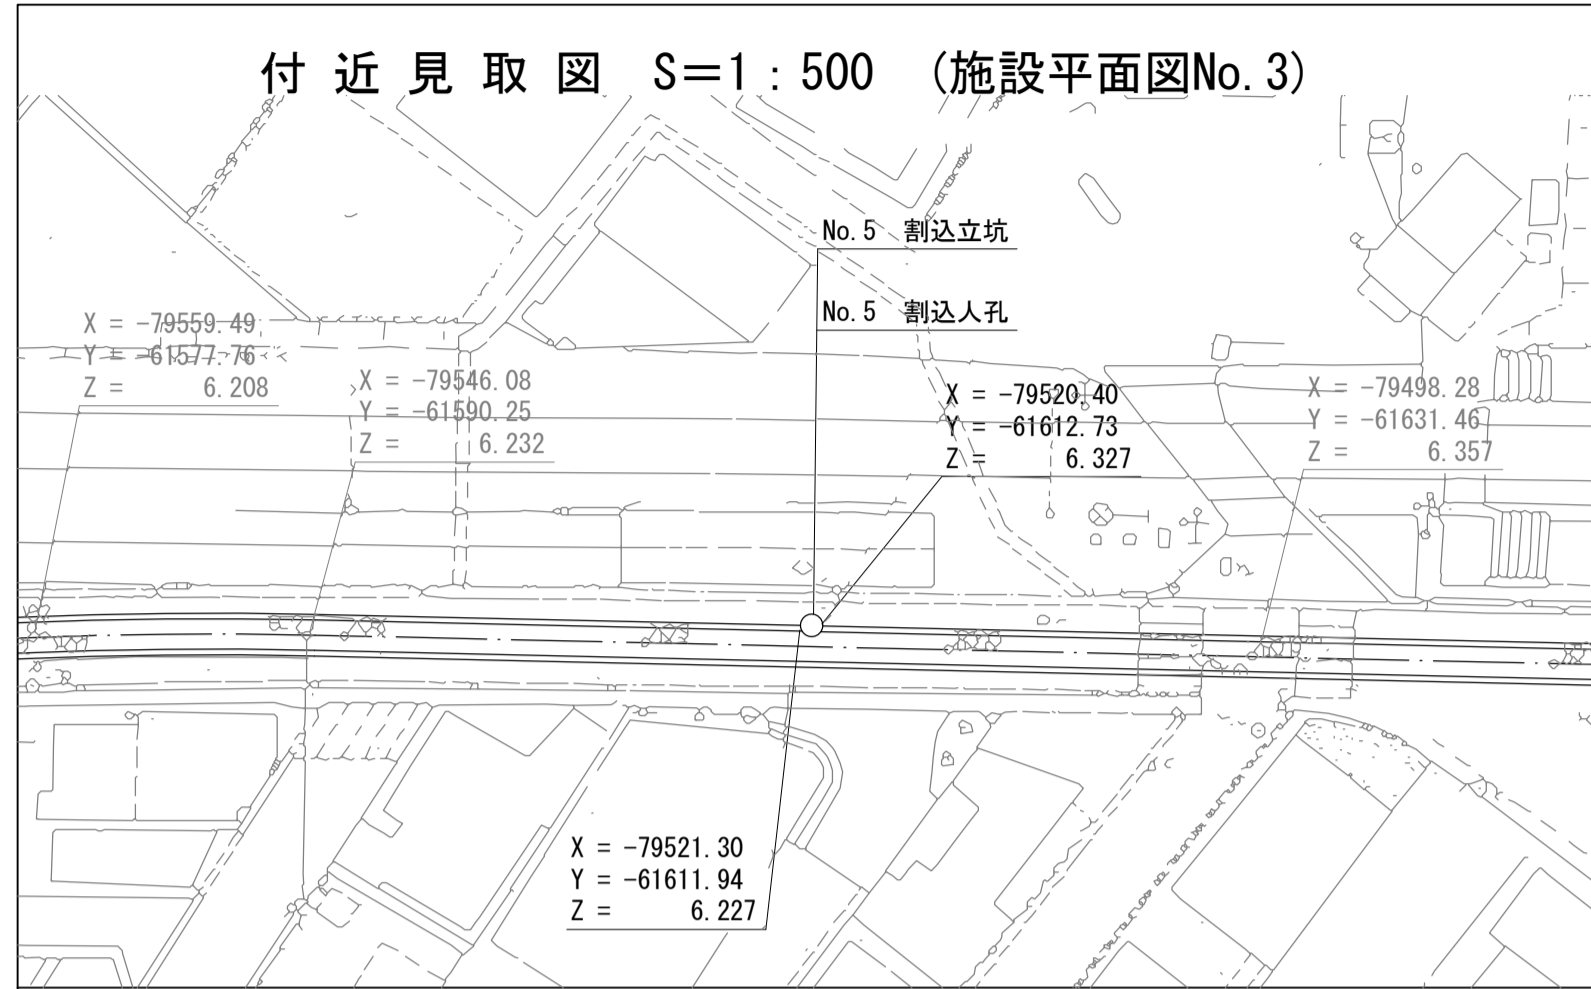 付近見取図 S=1:500 (施設平面図No.3)
No.5 割込立坑
No.5 割込人孔
X = -79559.49
Y = -61577.76
Z = 6.208
X = -79546.08
Y = -61590.25
Z = 6.232
X = -79520.40
Y = -61612.73
Z = 6.327
X = -79498.28
Y = -61631.46
Z = 6.357
X = -79521.30
Y = -61611.94
Z = 6.227